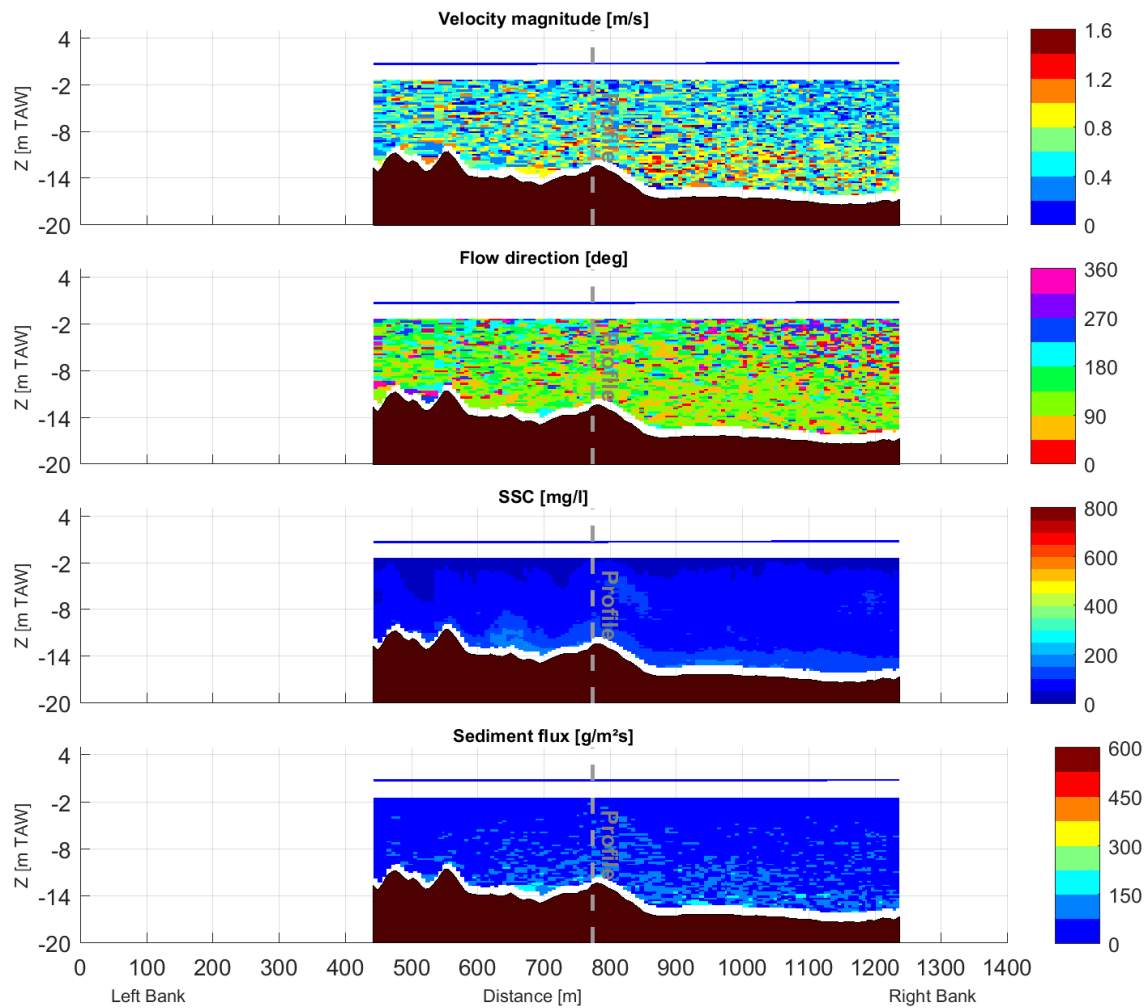 Velocity magnitude [m/s]
4
-2
-8
-14
-20
Z [m TAW]
Profile
1.6
1.2
0.8
0.4
0
Flow direction [deg]
4
-2
-8
-14
-20
Z [m TAW]
Profile
360
270
180
90
0
SSC [mg/l]
4
-2
-8
-14
-20
Z [m TAW]
Profile
800
600
400
200
0
Sediment flux [g/m²s]
4
-2
-8
-14
-20
Z [m TAW]
Profile
600
450
300
150
0
0 100 200 300 400 500 600 700 800 900 1000 1100 1200 1300 1400
Left Bank Distance [m] Right Bank